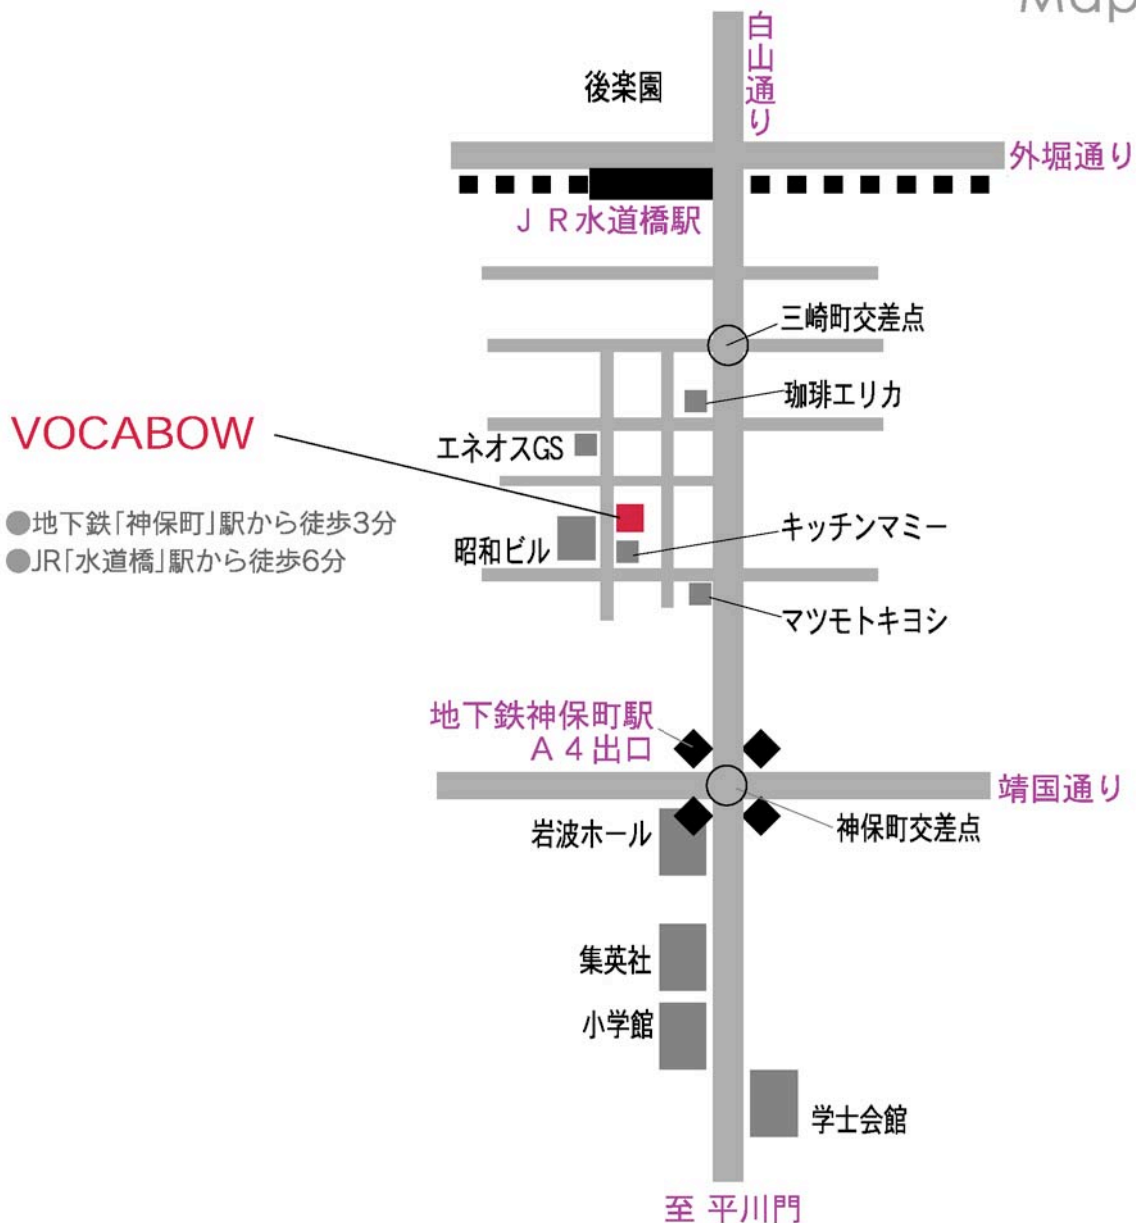 Map
白山通り
後楽園
外堀通り
ＪＲ水道橋駅
三崎町交差点
珈琲エリカ
VOCABOW
エネオスGS
●地下鉄「神保町」駅から徒歩3分
●JR「水道橋」駅から徒歩6分
キッチンマミー
昭和ビル
マツモトキヨシ
地下鉄神保町駅
Ａ４出口
靖国通り
岩波ホール
神保町交差点
集英社
小学館
学士会館
至 平川門